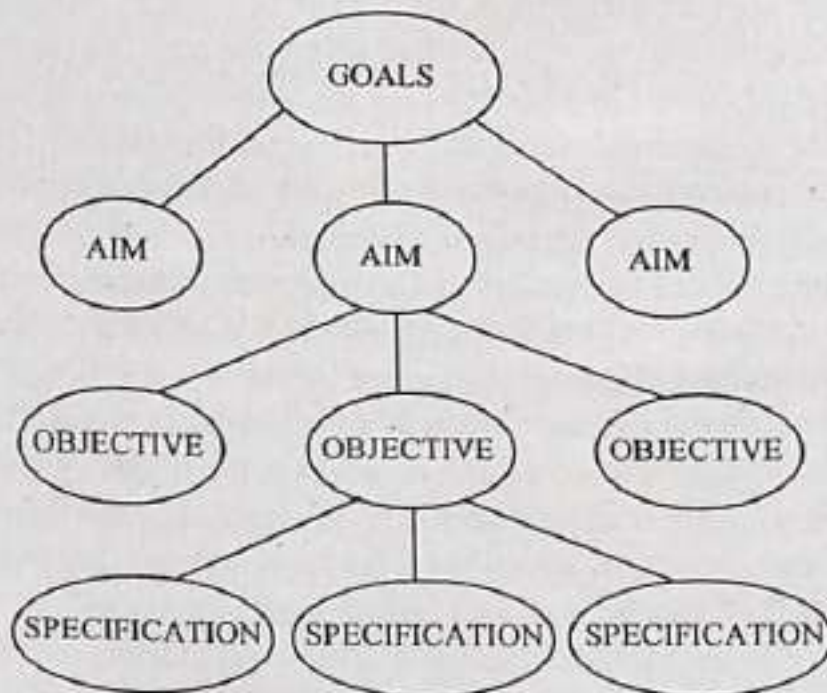 GOALS
AIM AIM AIM
OBJECTIVE OBJECTIVE OBJECTIVE
SPECIFICATION SPECIFICATION SPECIFICATION